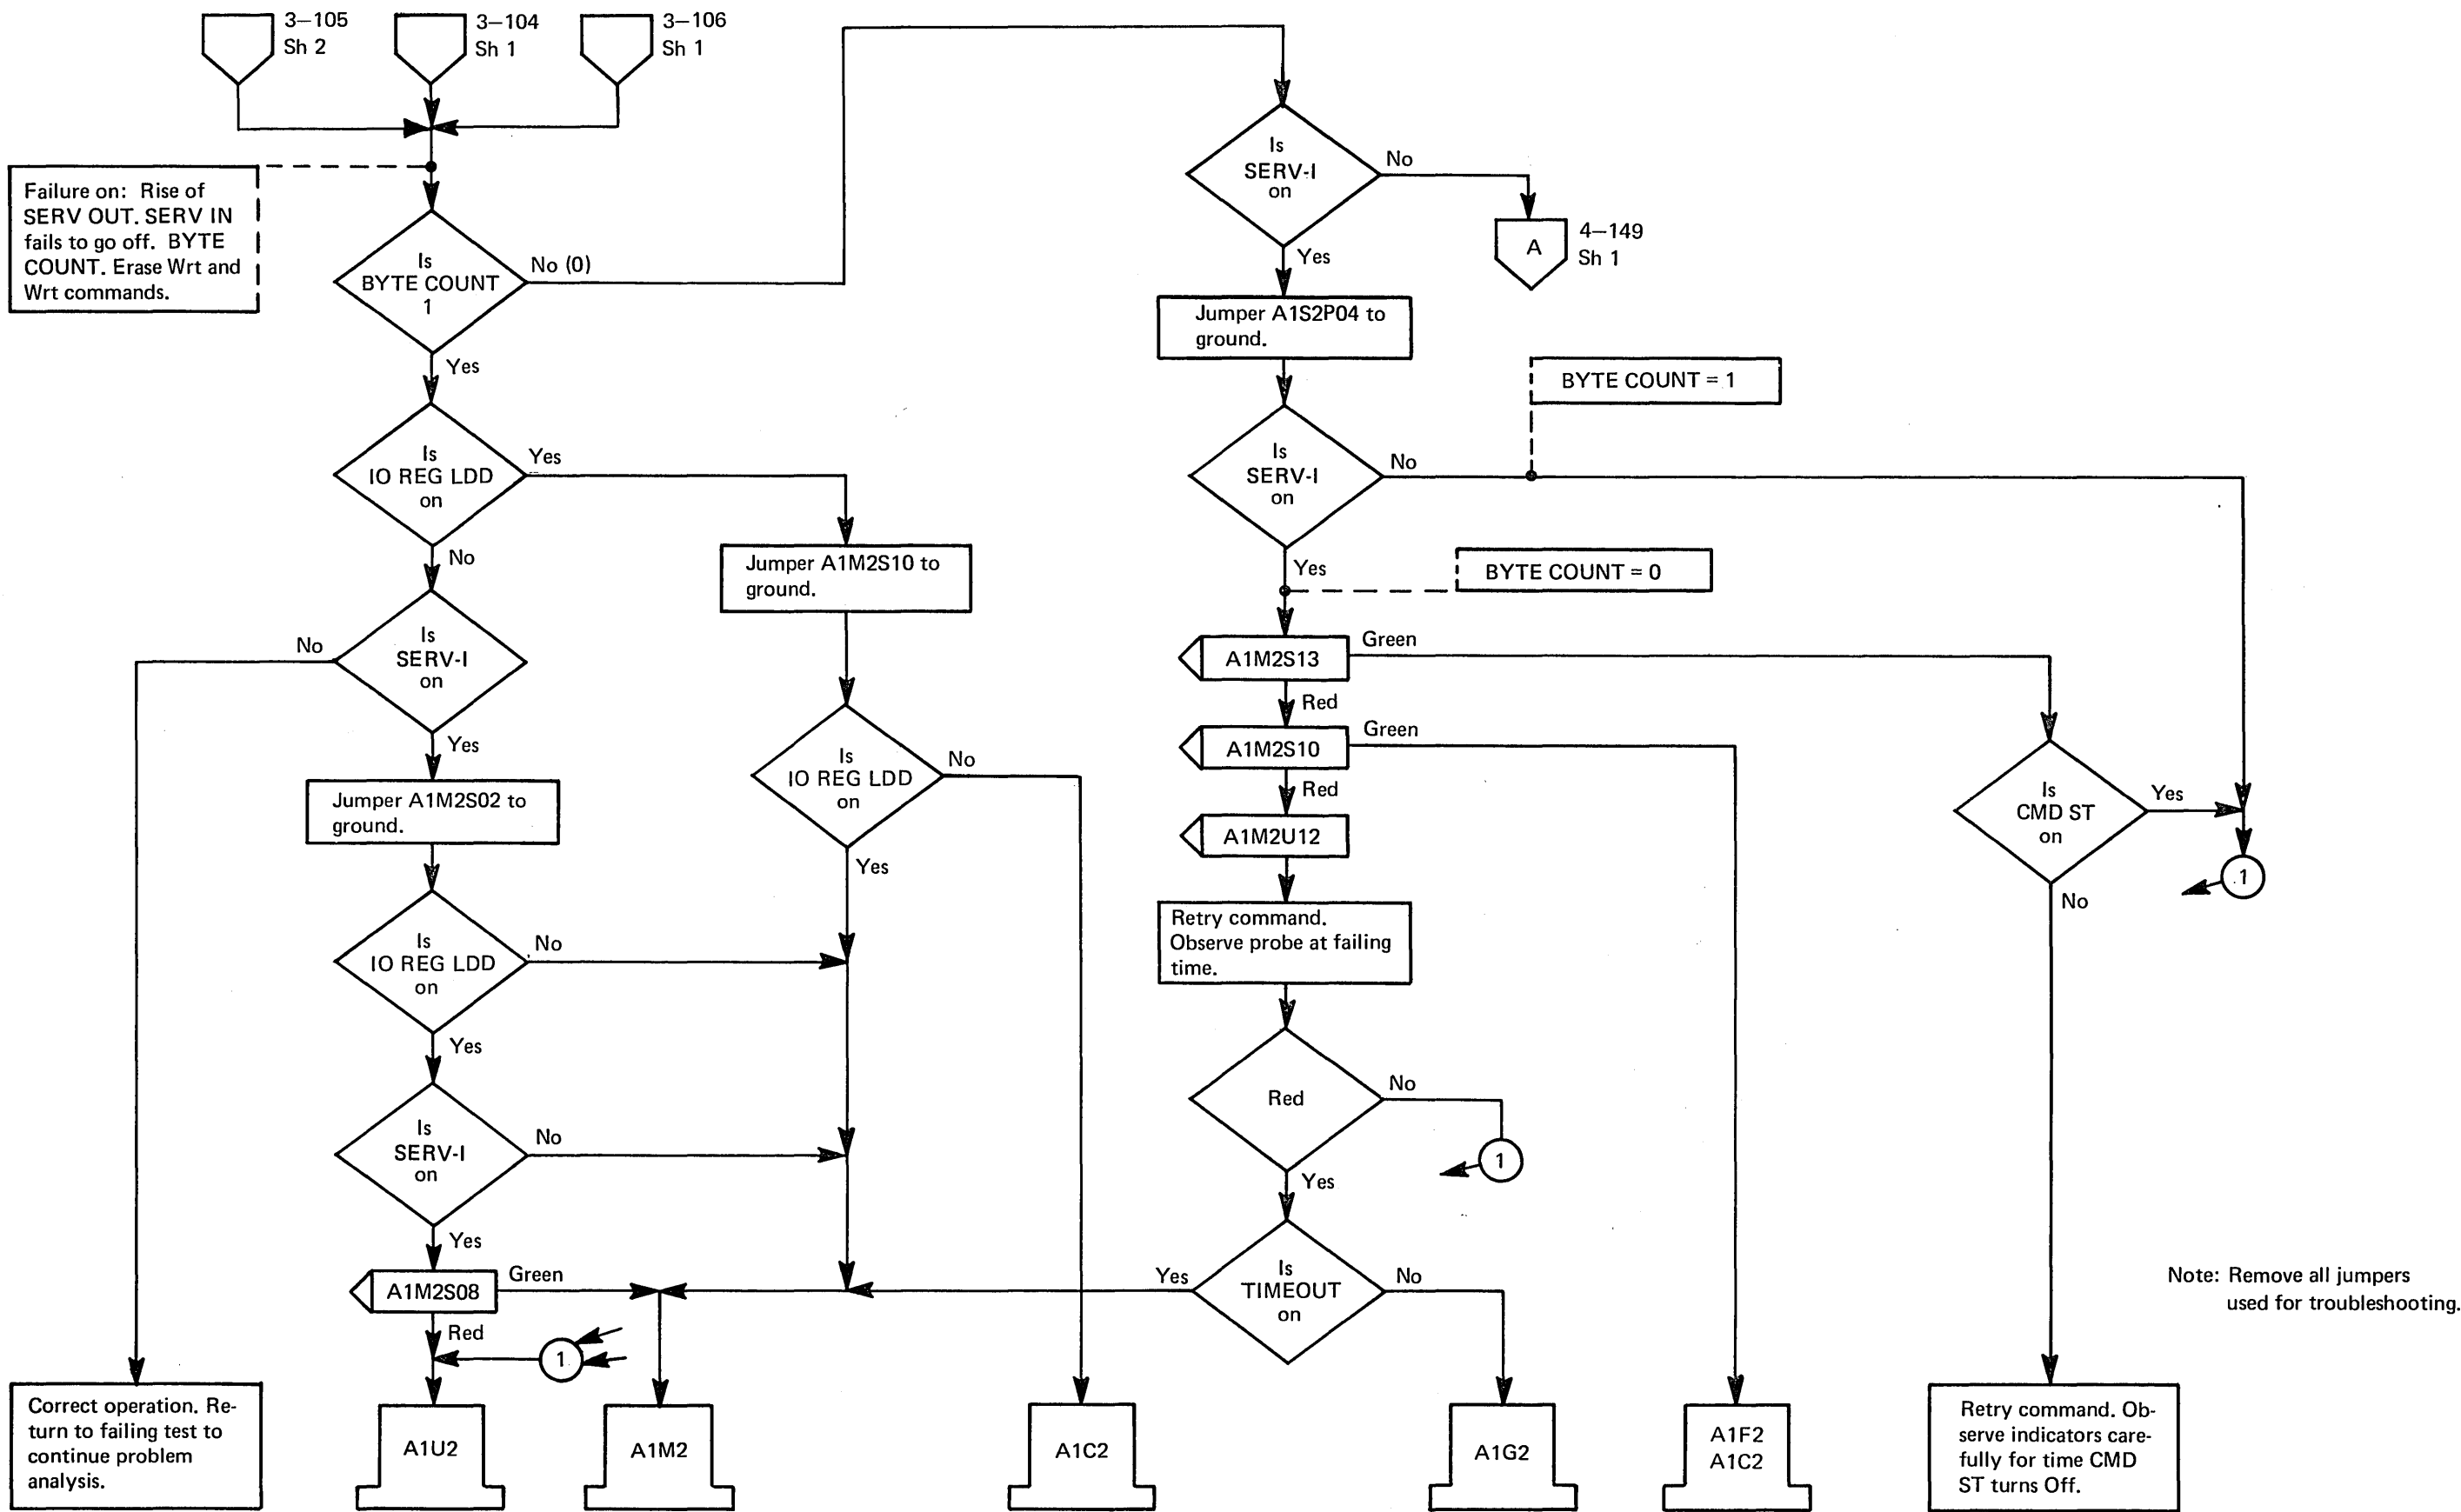 3–105
Sh 2
3–104
Sh 1
3–106
Sh 1
Failure on: Rise of
SERV OUT. SERV IN
fails to go off. BYTE
COUNT. Erase Wrt and
Wrt commands.
Is
BYTE COUNT
1
No (0)
Yes
Is
SERV-I
on
No
Yes
A
4–149
Sh 1
Jumper A1S2P04 to
ground.
BYTE COUNT = 1
Is
IO REG LDD
on
Yes
No
Is
SERV-I
on
No
Yes
BYTE COUNT = 0
Jumper A1M2S10 to
ground.
Is
SERV-I
on
No
Yes
A1M2S13
Green
Red
A1M2S10
Green
Red
A1M2U12
Is
IO REG LDD
on
No
Yes
Jumper A1M2S02 to
ground.
Is
CMD ST
on
Yes
No
1
Retry command.
Observe probe at failing
time.
Is
IO REG LDD
on
No
Yes
Red
No
Yes
1
Is
SERV-I
on
No
Yes
A1M2S08
Green
Red
1
Is
TIMEOUT
on
Yes
No
Note: Remove all jumpers
used for troubleshooting.
Correct operation. Re-
turn to failing test to
continue problem
analysis.
A1U2
A1M2
A1C2
A1G2
A1F2
A1C2
Retry command. Ob-
serve indicators care-
fully for time CMD
ST turns Off.